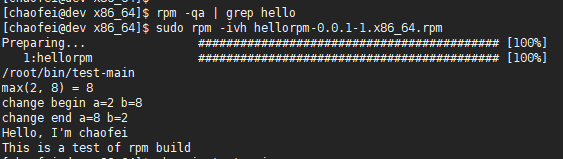 [chaofei@dev x86_64]$ rpm -qa | grep hello
[chaofei@dev x86_64]$ sudo rpm -ivh hellorpm-0.0.1-1.x86_64.rpm
Preparing... ########################################### [100%]
1:hellorpm ########################################### [100%]
/root/bin/test-main
max(2, 8) = 8
change begin a=2 b=8
change end a=8 b=2
Hello, I'm chaofei
This is a test of rpm build